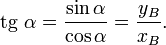 tg α = sin α / cos α = y_B / x_B.